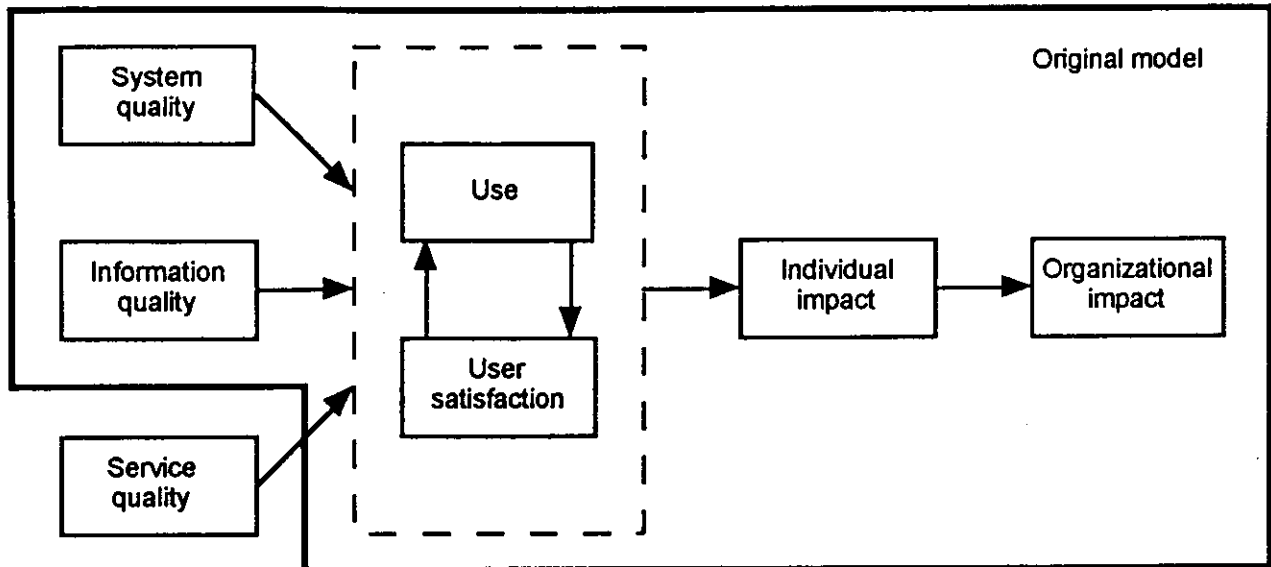 Original model
System
quality
Use
Information
quality
Individual
impact
Organizational
impact
User
satisfaction
Service
quality